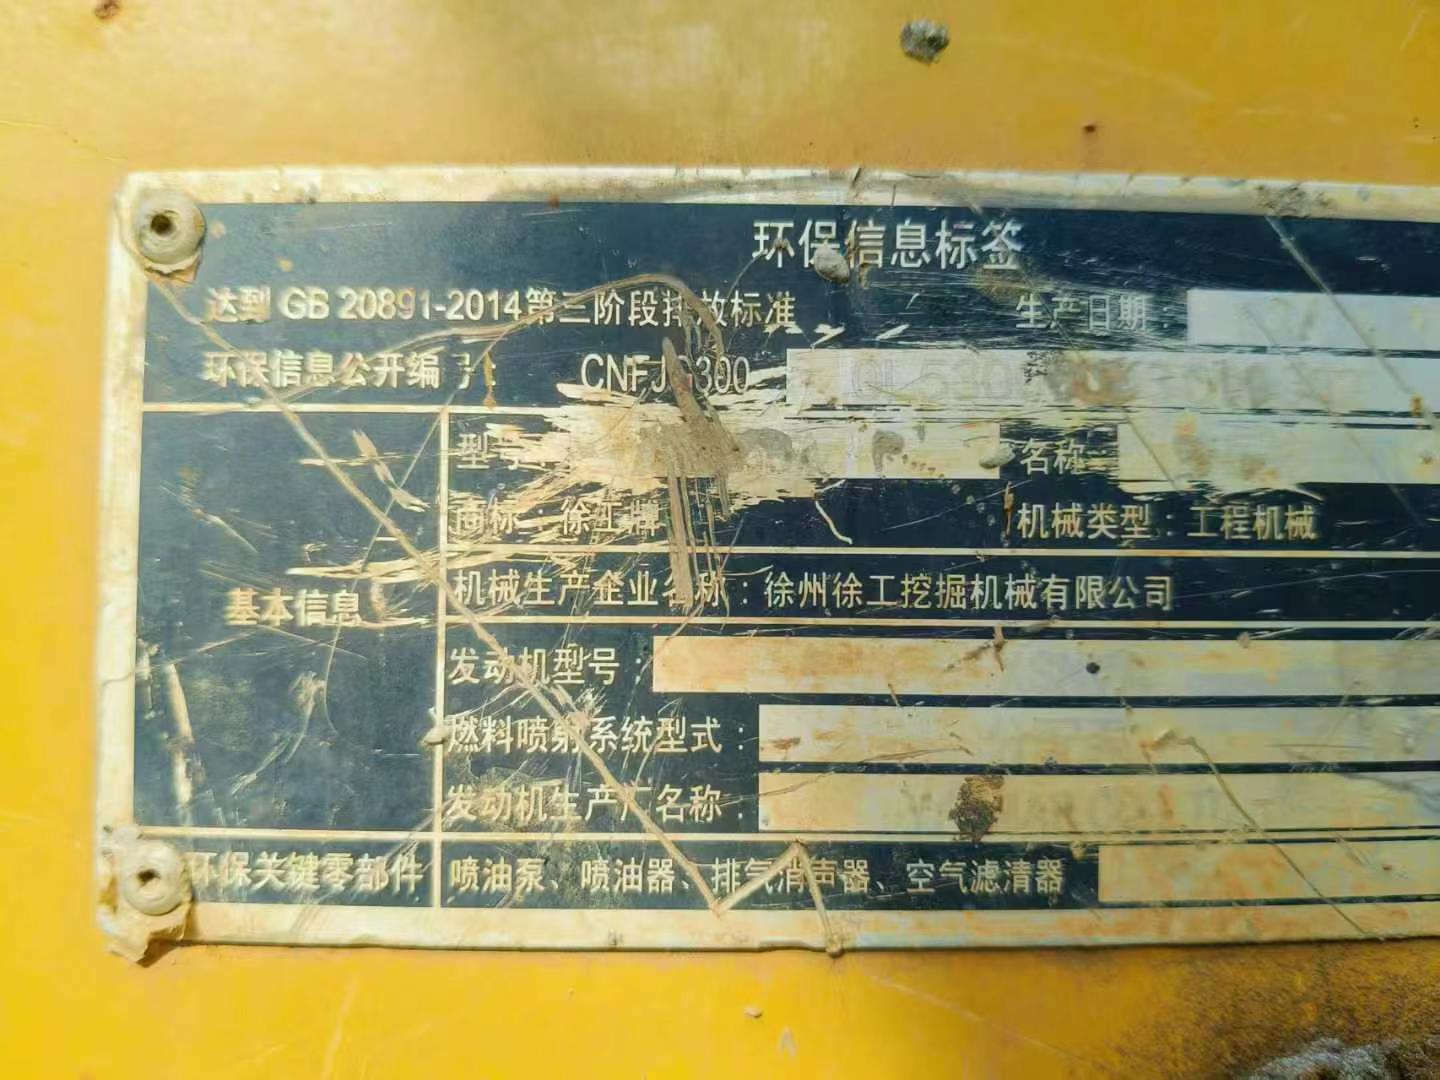 环保信息标签
达到 GB 20891-2014第三阶段排放标准 生产日期:
环保信息公开编号: CNFJG300
型号 名称:
商标: 徐工牌 机械类型: 工程机械
基本信息
机械生产企业名称: 徐州徐工挖掘机械有限公司
发动机型号:
燃料喷射系统型式:
发动机生产厂名称:
环保关键零部件 喷油泵、喷油器、排气消声器、空气滤清器